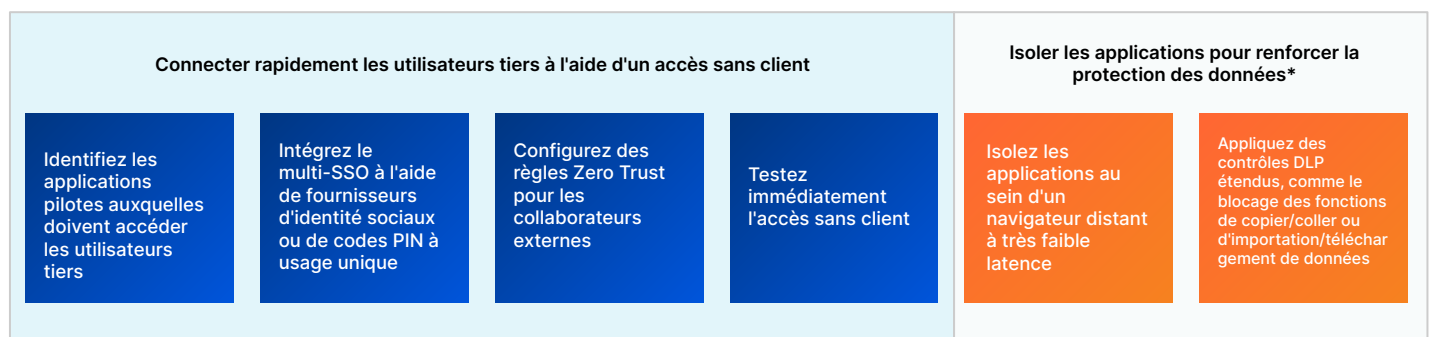 Connecter rapidement les utilisateurs tiers à l'aide d'un accès sans client
Identifiez les
applications
pilotes auxquelles
doivent accéder
les utilisateurs
tiers
Intégrez le
multi-SSO à l'aide
de fournisseurs
d'identité sociaux
ou de codes PIN à
usage unique
Configurez des
règles Zero Trust
pour les
collaborateurs
externes
Testez
immédiatement
l'accès sans client
Isoler les applications pour renforcer la
protection des données*
Isolez les
applications au
sein d'un
navigateur distant
à très faible
latence
Appliquez des
contrôles DLP
étendus, comme le
blocage des fonctions
de copier/coller ou
d'importation/téléchar
gement de données